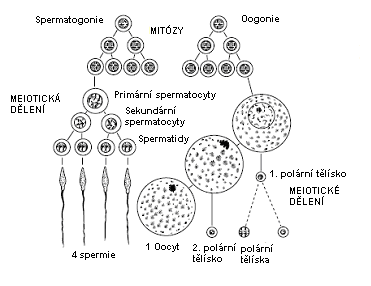 Spermatogonie
MITÓZY
Oogonie
MEIOTICKÁ
DĚLENÍ
Primární spermatocyty
Sekundární
spermatocyty
Spermatidy
1. polární tělísko
MEIOTICKÉ
DĚLENÍ
4 spermie
1 Oocyt
2. polární
tělísko
polární
tělíska